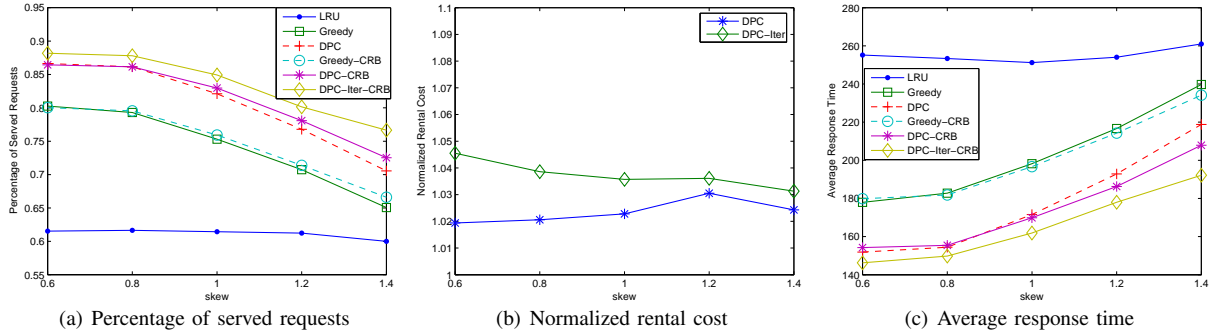 0.95
0.9
0.85
0.8
0.75
0.7
0.65
0.6
0.55
Percentage of Served Requests
LRU
Greedy
DPC
Greedy−CRB
DPC−CRB
DPC−Iter−CRB
0.6 0.8 1 1.2 1.4
skew
(a) Percentage of served requests
1.1
1.09
1.08
1.07
1.06
1.05
1.04
1.03
1.02
1.01
1
Normalized Rental Cost
DPC
DPC−Iter
0.6 0.8 1 1.2 1.4
skew
(b) Normalized rental cost
280
260
240
220
200
180
160
140
Average Response Time
LRU
Greedy
DPC
Greedy−CRB
DPC−CRB
DPC−Iter−CRB
0.6 0.8 1 1.2 1.4
skew
(c) Average response time